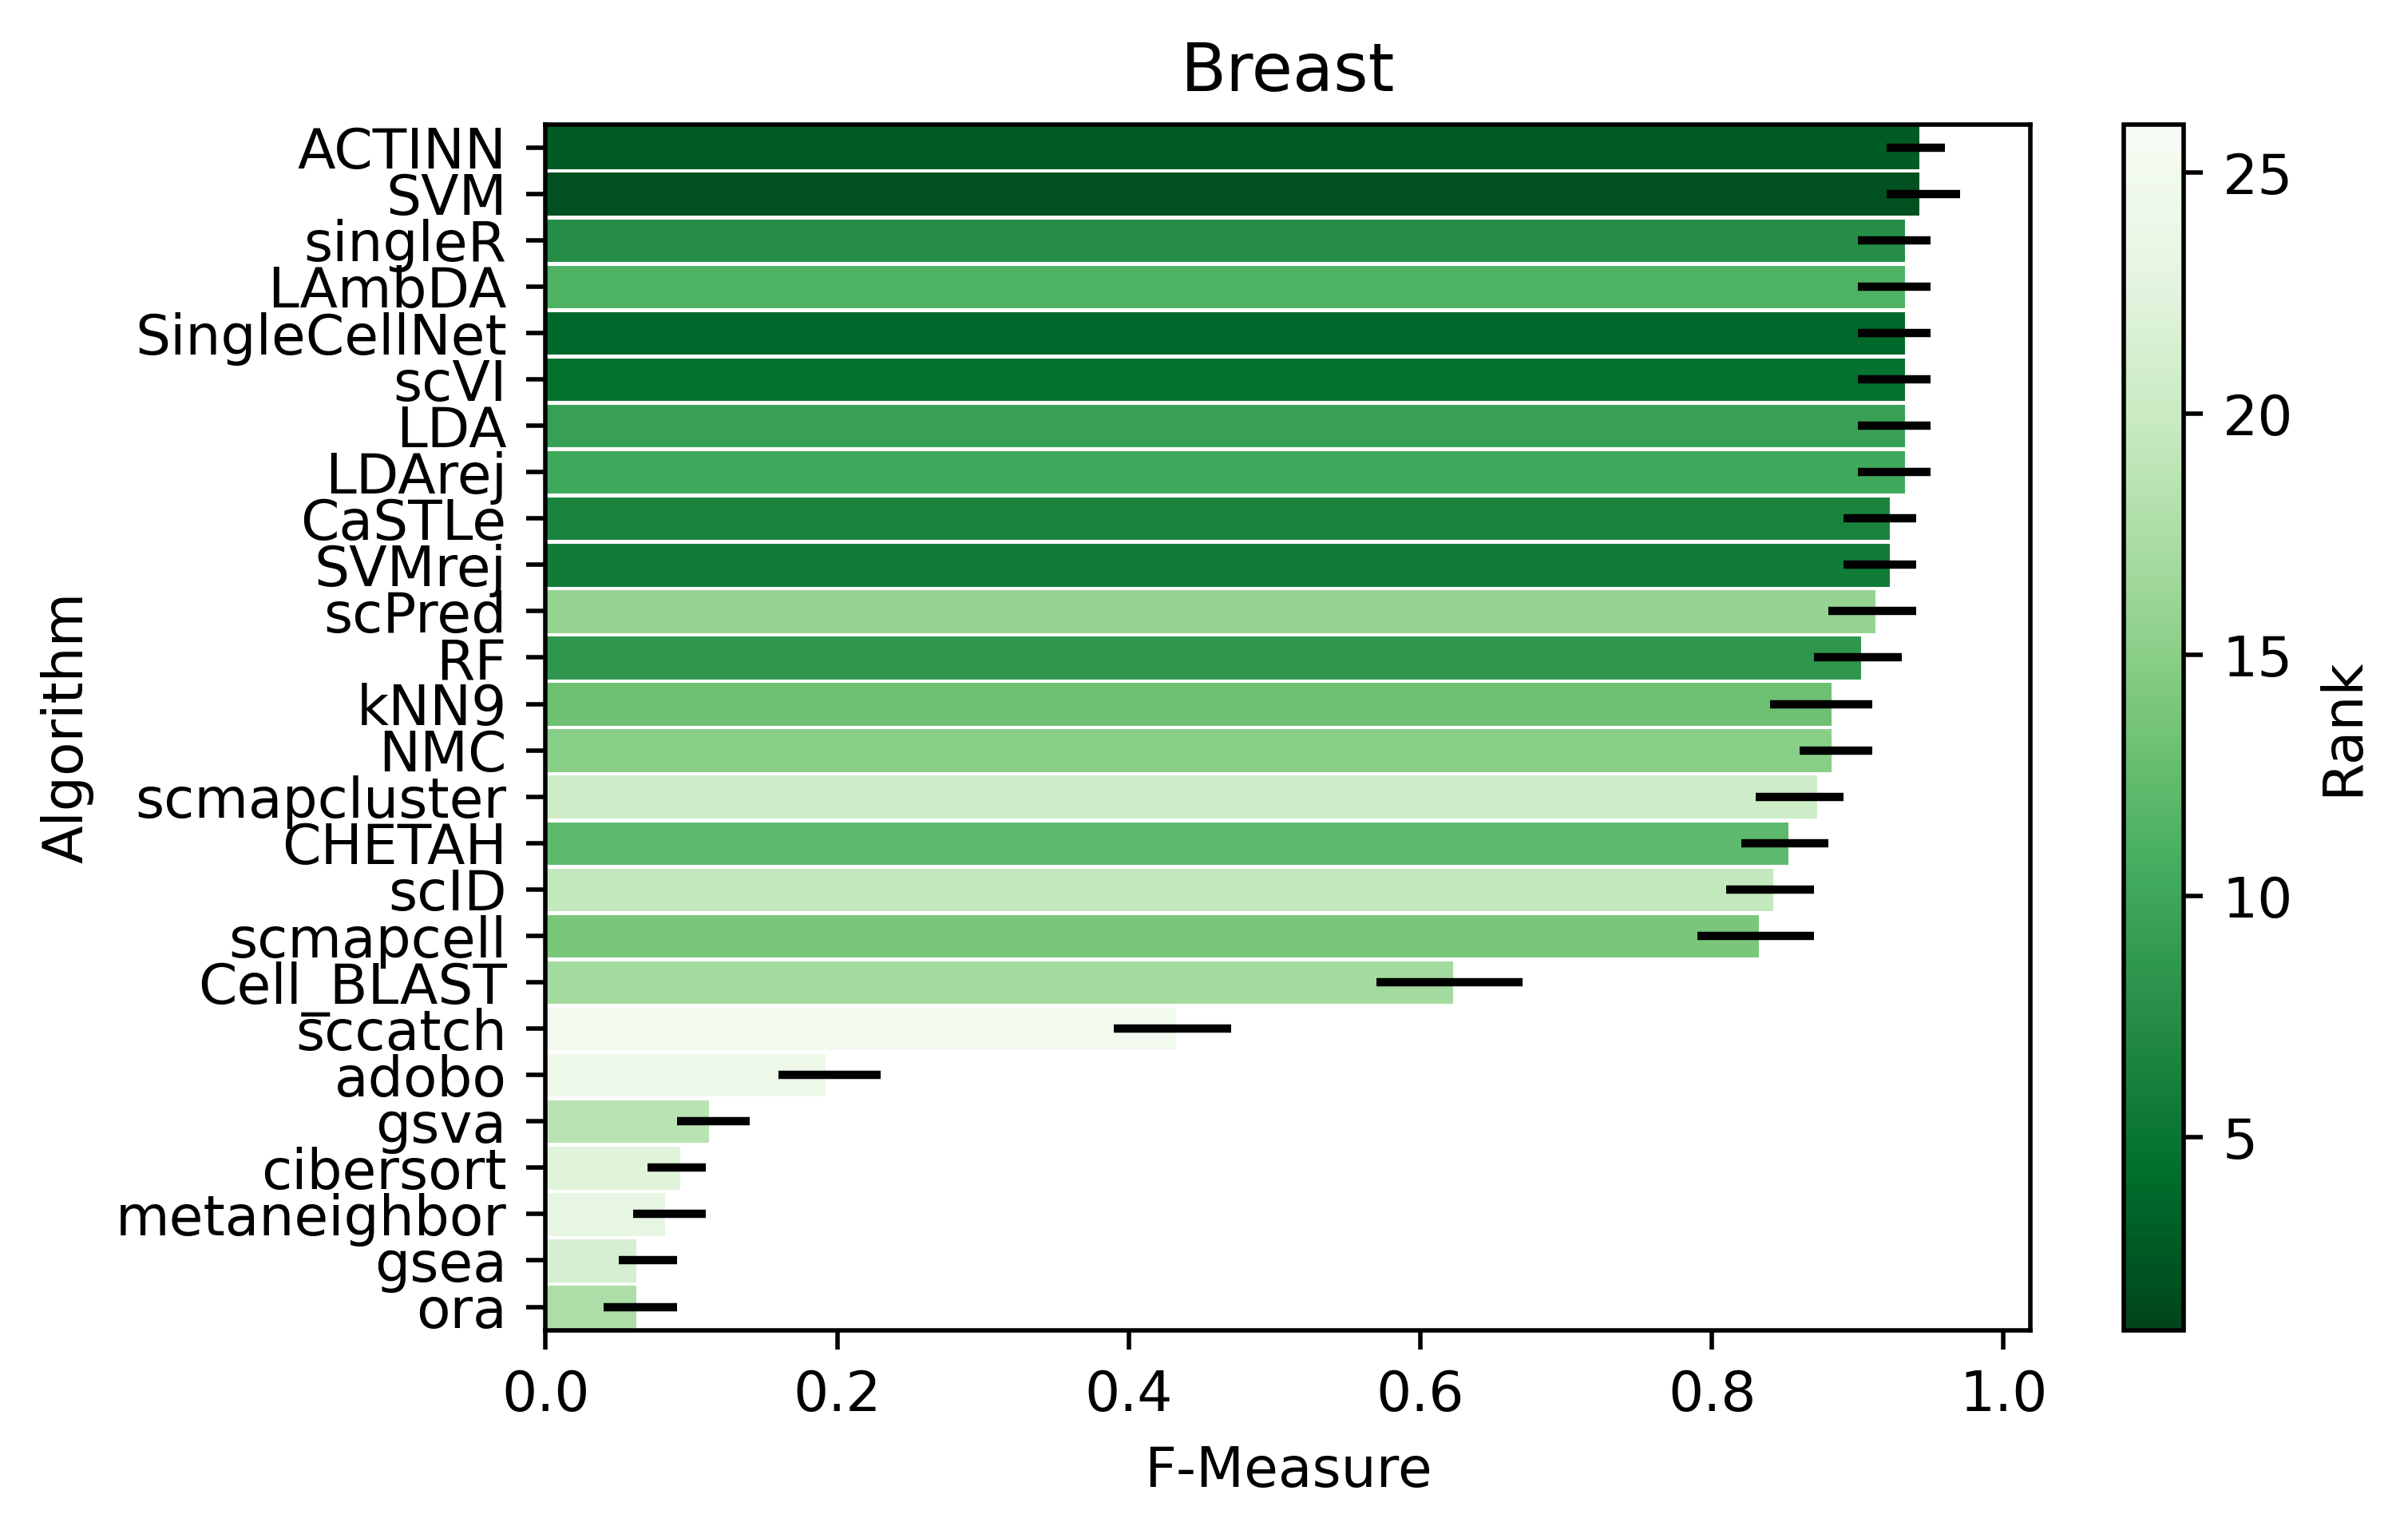 Breast
Algorithm
ACTINN
SVM
singleR
LAmbDA
SingleCellNet
scVI
LDA
LDArej
CaSTLe
SVMrej
scPred
RF
kNN9
NMC
scmapcluster
CHETAH
scID
scmapcell
Cell_BLAST
sccatch
adobo
gsva
cibersort
metaneighbor
gsea
ora
0.0 0.2 0.4 0.6 0.8 1.0
F-Measure
25
20
15
10
5
Rank